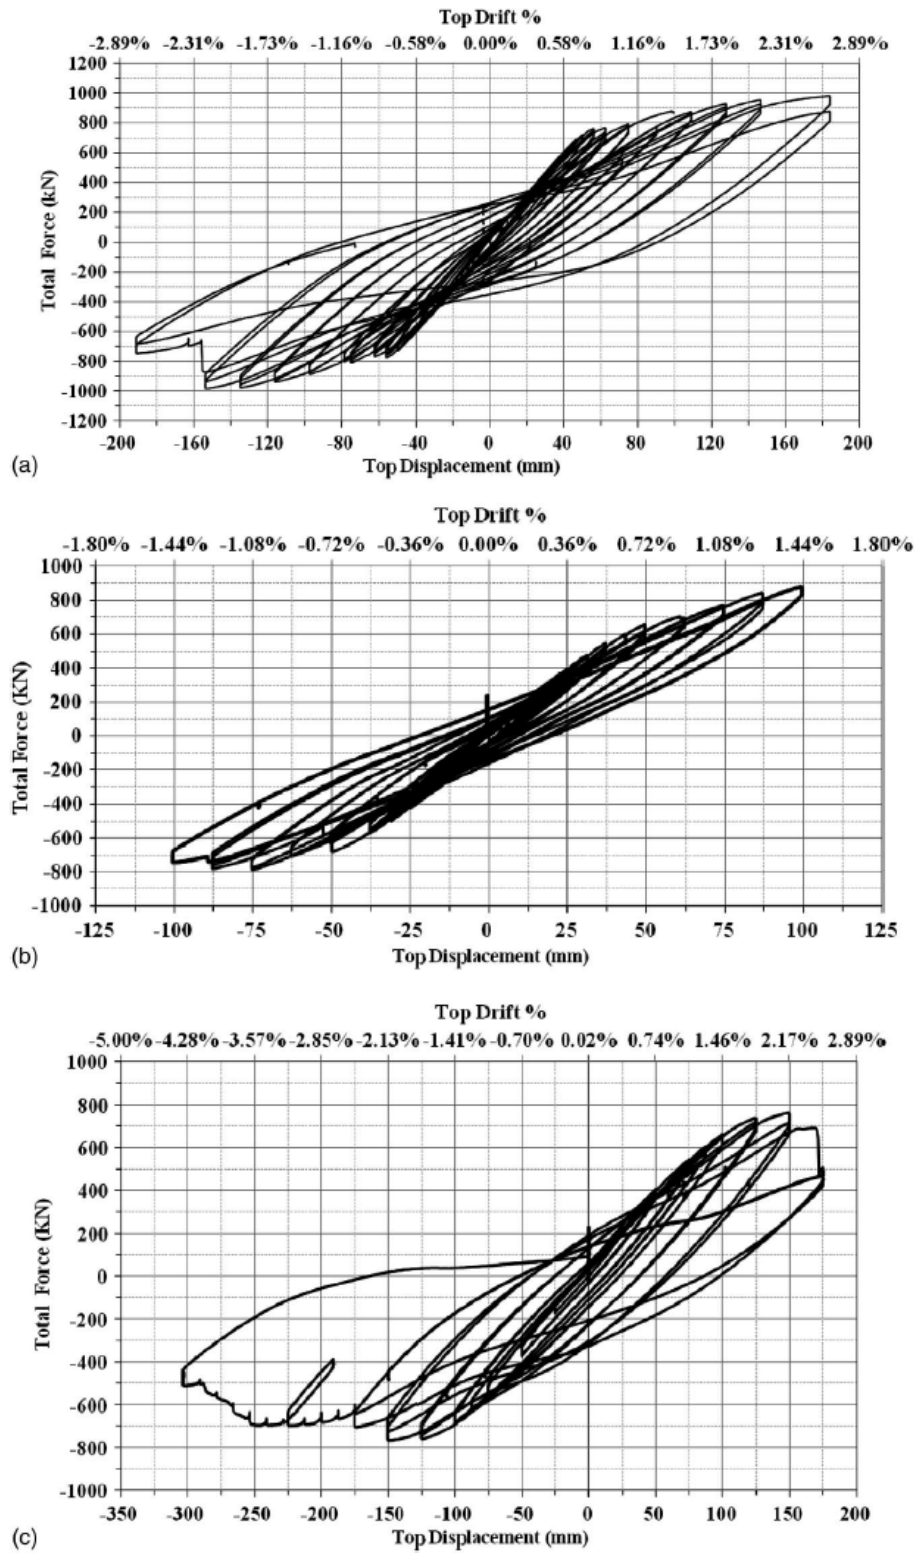 Top Drift %
-2.89% -2.31% -1.73% -1.16% -0.58% 0.00% 0.58% 1.16% 1.73% 2.31% 2.89%
1200
1000
800
600
400
200
0
-200
-400
-600
-800
-1000
-1200
Total Force (kN)
-200 -160 -120 -80 -40 0 40 80 120 160 200
Top Displacement (mm)
(a)
Top Drift %
-1.80% -1.44% -1.08% -0.72% -0.36% 0.00% 0.36% 0.72% 1.08% 1.44% 1.80%
1000
800
600
400
200
0
-200
-400
-600
-800
-1000
Total Force (KN)
-125 -100 -75 -50 -25 0 25 50 75 100 125
Top Displacement (mm)
(b)
Top Drift %
-5.00% -4.28% -3.57% -2.85% -2.13% -1.41% -0.70% 0.02% 0.74% 1.46% 2.17% 2.89%
1000
800
600
400
200
0
-200
-400
-600
-800
-1000
Total Force (KN)
-350 -300 -250 -200 -150 -100 -50 0 50 100 150 200
Top Displacement (mm)
(c)